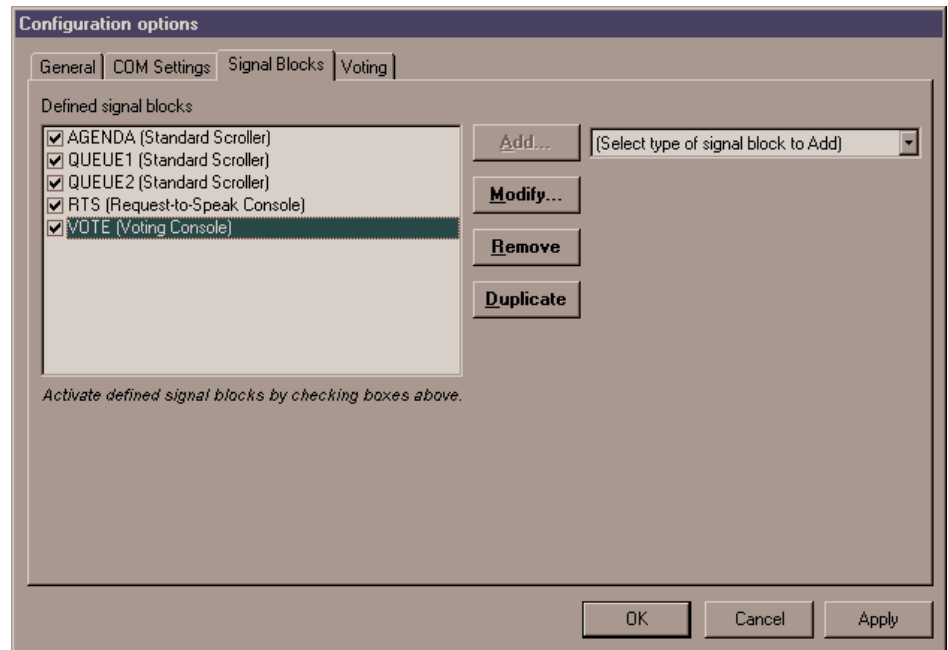 Configuration options
General COM Settings Signal Blocks Voting
Defined signal blocks
AGENDA (Standard Scroller)
QUEUE1 (Standard Scroller)
QUEUE2 (Standard Scroller)
RTS (Request-to-Speak Console)
VOTE (Voting Console)
Add... (Select type of signal block to Add)
Modify...
Remove
Duplicate
Activate defined signal blocks by checking boxes above.
OK Cancel Apply